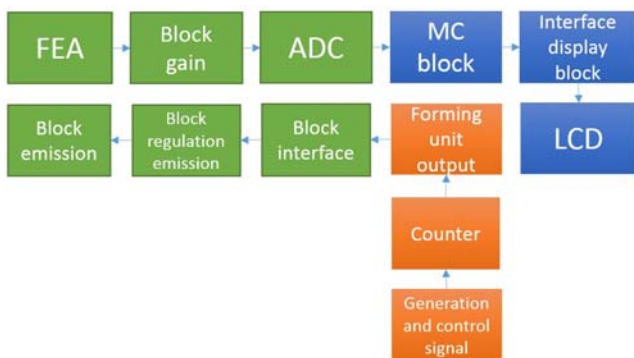 FEA
Block
gain
ADC
MC
block
Interface
display
block
Block
emission
Block
regulation
emission
Block
interface
Forming
unit
output
LCD
Counter
Generation
and control
signal